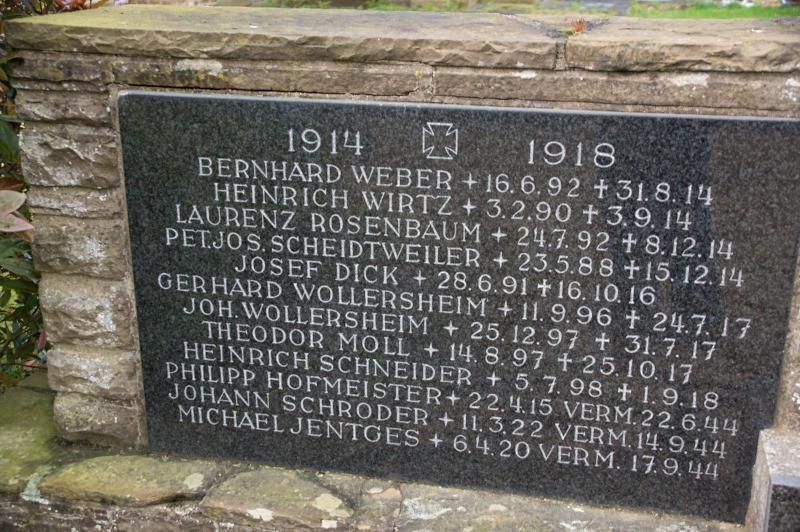 1914 1918
BERNHARD WEBER ✦ 16.6.92 ✝ 31.8.14
HEINRICH WIRTZ ✦ 3.2.90 ✝ 3.9.14
LAURENZ ROSENBAUM ✦ 24.7.92 ✝ 8.12.14
PET.JOS. SCHEIDTWEILER ✦ 23.5.88 ✝ 15.12.14
JOSEF DICK ✦ 28.6.91 ✝ 16.10.16
GERHARD WOLLERSHEIM ✦ 11.9.96 ✝ 24.7.17
JOH. WOLLERSHEIM ✦ 25.12.97 ✝ 31.7.17
THEODOR MOLL ✦ 14.8.97 ✝ 25.10.17
HEINRICH SCHNEIDER ✦ 5.7.98 ✝ 1.9.18
PHILIPP HOFMEISTER ✦ 22.4.15 VERM. 22.6.44
JOHANN SCHRODER ✦ 11.3.22 VERM. 14.9.44
MICHAEL JENTGES ✦ 6.4.20 VERM. 17.9.44